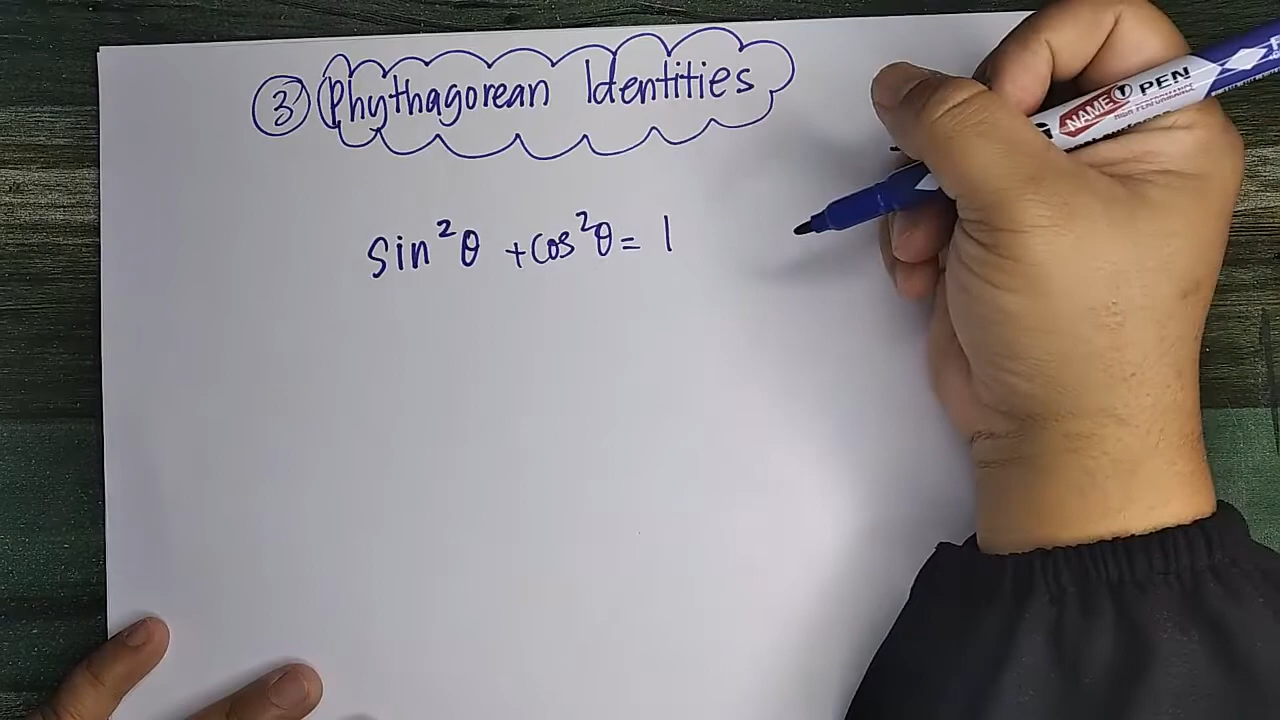 ③ Phythagorean Identities
sin²θ + cos²θ = 1
NAME PEN